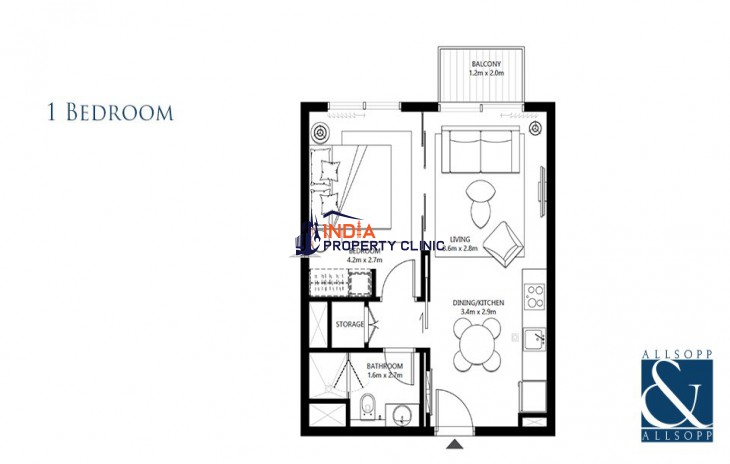 1 BEDROOM
BALCONY
1.2m x 2.0m
INDIA
PROPERTY CLINIC
BEDROOM
4.2m x 2.7m
LIVING
3.6m x 2.8m
DINING/KITCHEN
3.4m x 2.9m
STORAGE
BATHROOM
1.6m x 2.7m
ALLSOPP
&
ALLSOPP